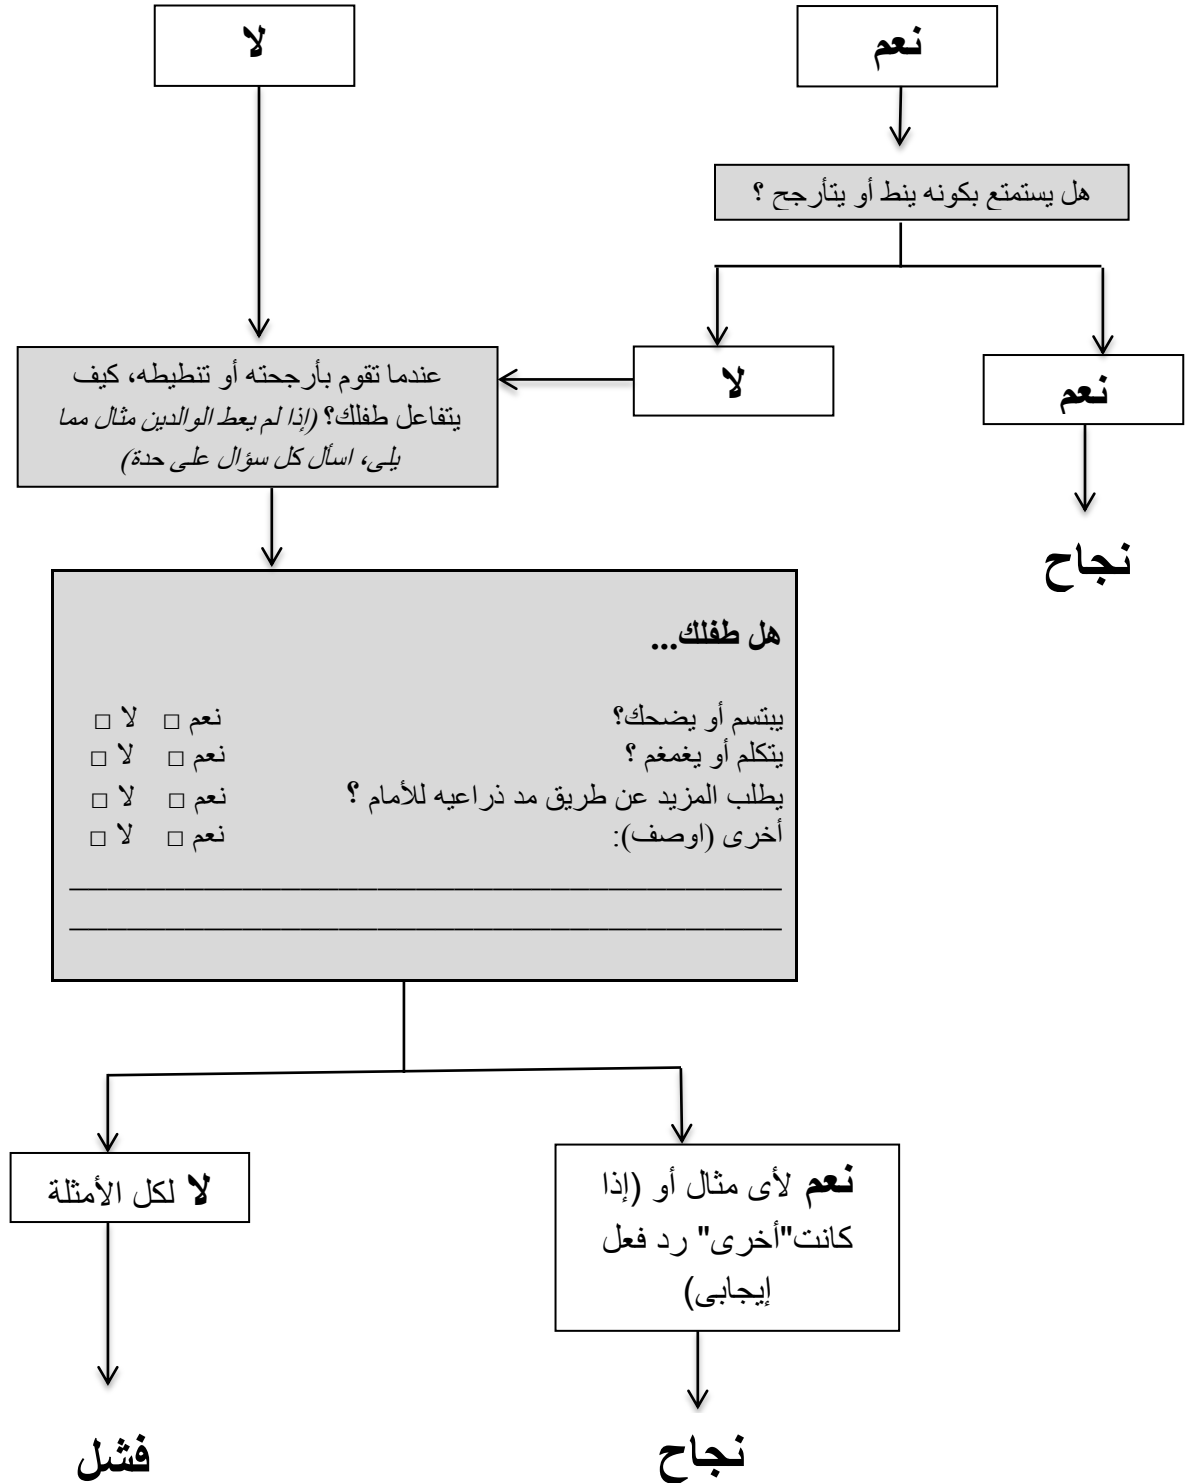 نعم
لا
هل يستمتع بكونه ينط أو يتأرجح ؟
نعم
لا
عندما تقوم بأرجحته أو تنطيطه، كيف
يتفاعل طفلك؟ (إذا لم يعط الوالدين مثال مما
يلى، اسأل كل سؤال على حدة)
نجاح
هل طفلك...
يبتسم أو يضحك؟ نعم □ لا □
يتكلم أو يغمغم ؟ نعم □ لا □
يطلب المزيد عن طريق مد ذراعيه للأمام ؟ نعم □ لا □
أخرى (اوصف): نعم □ لا □
نعم لأى مثال أو (إذا
كانت"أخرى" رد فعل
إيجابى)
لا لكل الأمثلة
نجاح
فشل